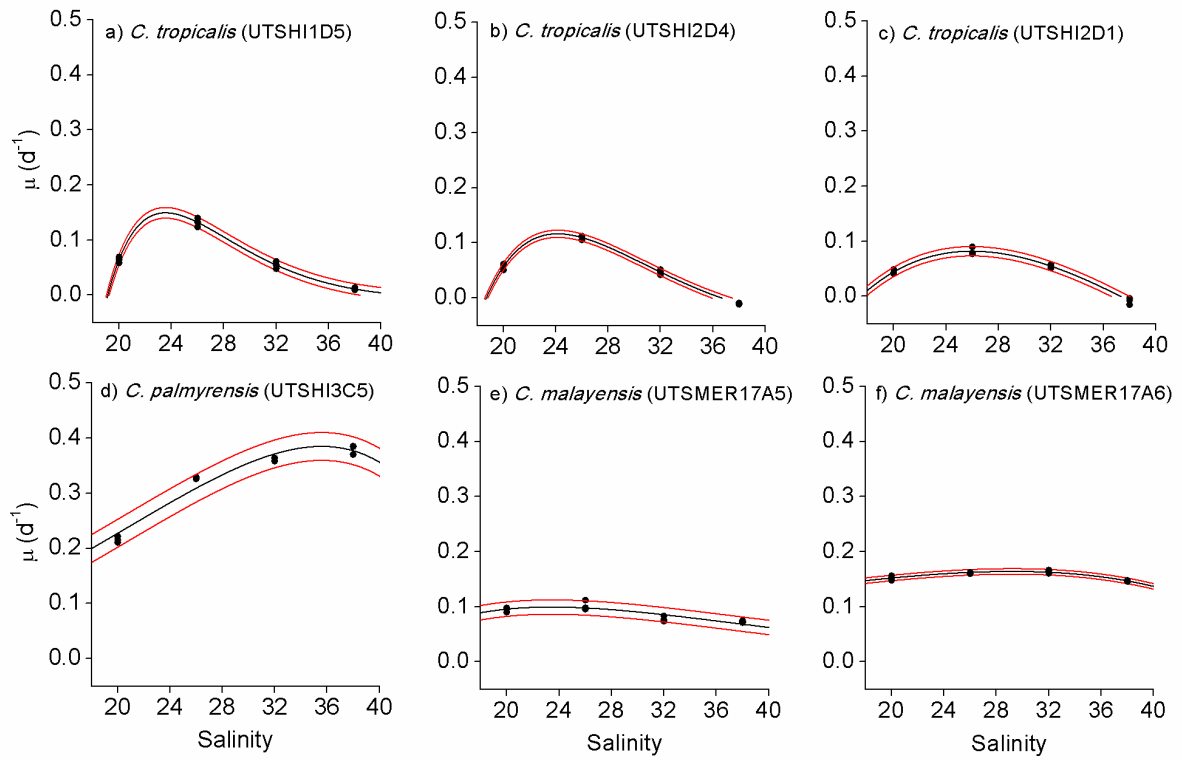 a) C. tropicalis (UTSHI1D5)
0.5
0.4
0.3
0.2
0.1
0.0
μ (d⁻¹)
20 24 28 32 36 40
b) C. tropicalis (UTSHI2D4)
0.5
0.4
0.3
0.2
0.1
0.0
20 24 28 32 36 40
c) C. tropicalis (UTSHI2D1)
0.5
0.4
0.3
0.2
0.1
0.0
20 24 28 32 36 40
d) C. palmyrensis (UTSHI3C5)
0.5
0.4
0.3
0.2
0.1
0.0
μ (d⁻¹)
20 24 28 32 36 40
Salinity
e) C. malayensis (UTSMER17A5)
0.5
0.4
0.3
0.2
0.1
0.0
20 24 28 32 36 40
Salinity
f) C. malayensis (UTSMER17A6)
0.5
0.4
0.3
0.2
0.1
0.0
20 24 28 32 36 40
Salinity